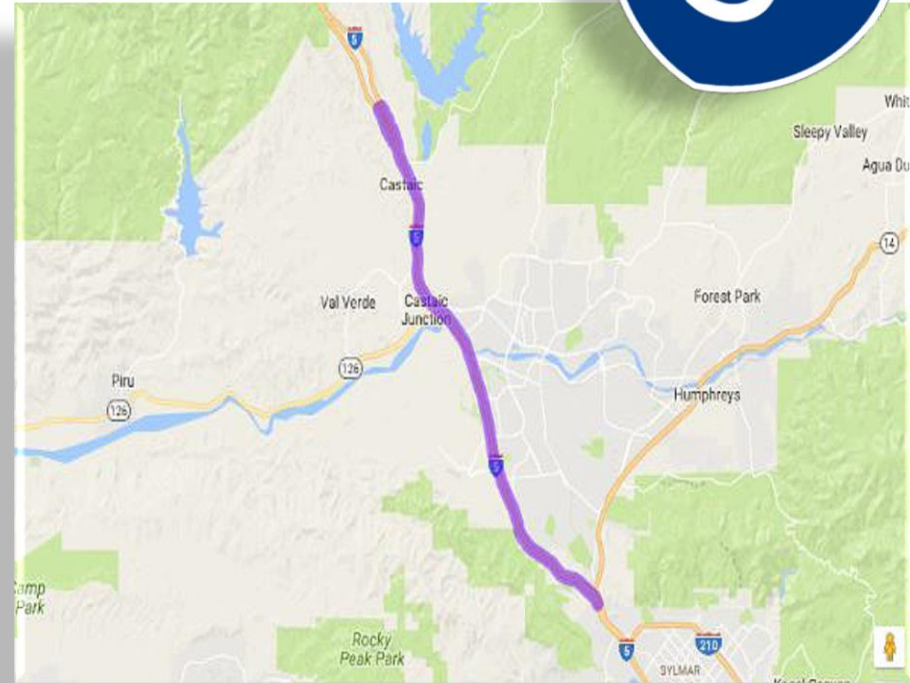 5
Whit
Sleepy Valley
Agua Du
Castaic
5
14
Val Verde
Castaic
Junction
Forest Park
126
Piru
126
Humphreys
5
amp
Park
Rocky
Peak Park
5
210
SYLMAR